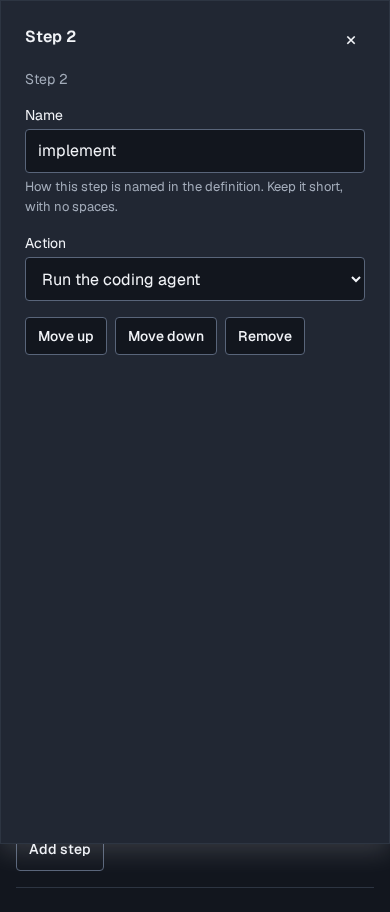 Step 2
×
Step 2
Name
implement
How this step is named in the definition. Keep it short,
with no spaces.
Action
Run the coding agent
Move up
Move down
Remove
Add step